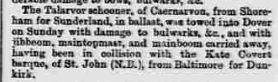 The Talarvor schooner, of Caernarvon, from Shore-
ham for Sunderland, in ballast, was towed into Dover
on Sunday with damage to bulwarks, &c., and with
jibboom, maintopmast, and mainboom carried away,
having been in collision with the Kate Covert
barque, of St. John (N.B.), from Baltimore for Dun-
kirk.